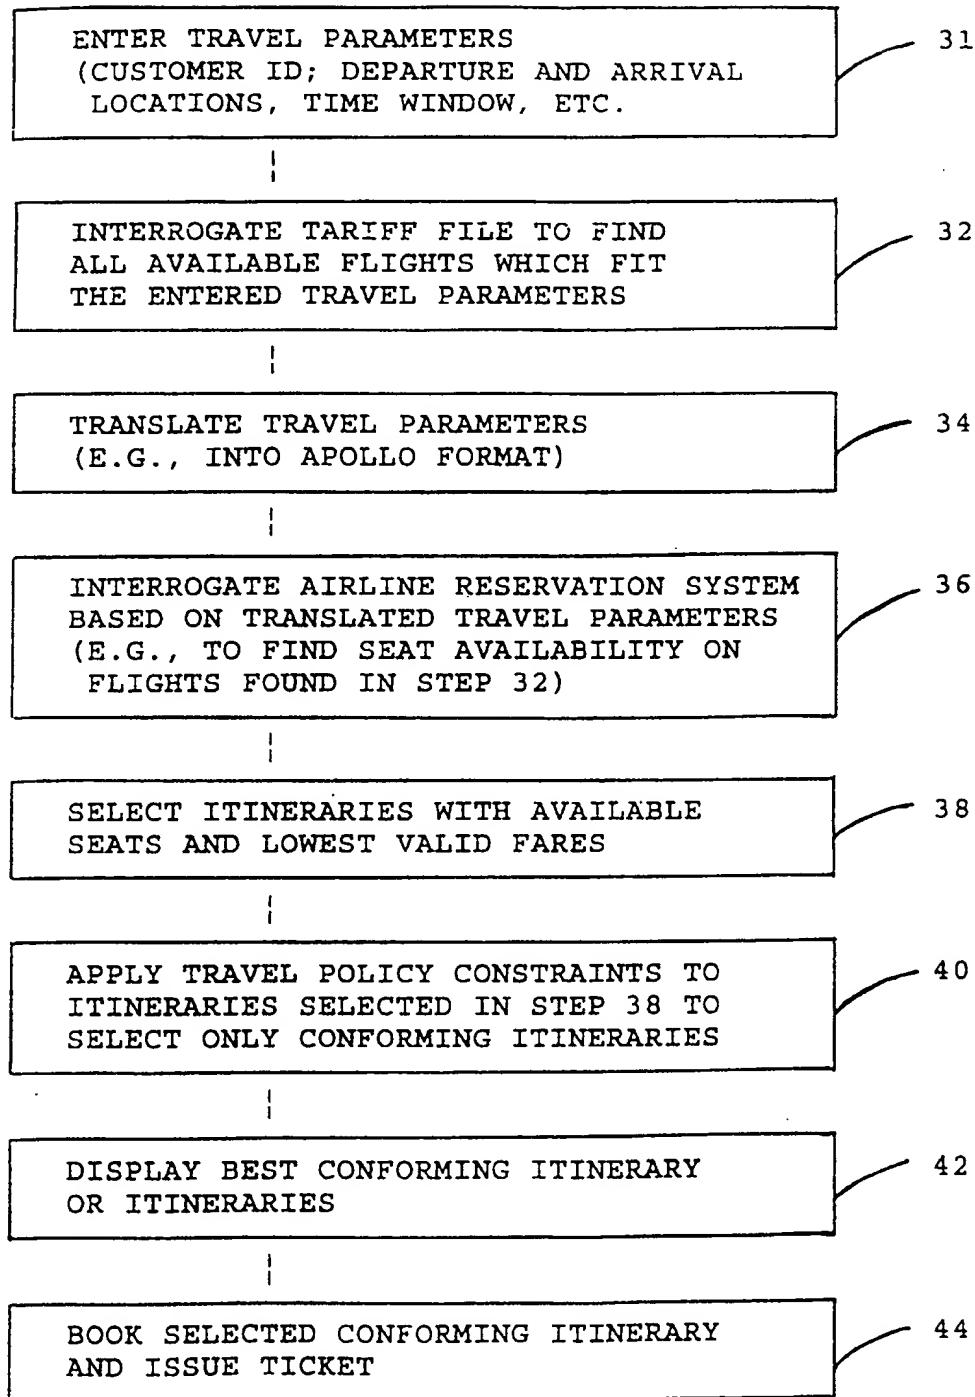 ENTER TRAVEL PARAMETERS
(CUSTOMER ID; DEPARTURE AND ARRIVAL
LOCATIONS, TIME WINDOW, ETC.
31
INTERROGATE TARIFF FILE TO FIND
ALL AVAILABLE FLIGHTS WHICH FIT
THE ENTERED TRAVEL PARAMETERS
32
TRANSLATE TRAVEL PARAMETERS
(E.G., INTO APOLLO FORMAT)
34
INTERROGATE AIRLINE RESERVATION SYSTEM
BASED ON TRANSLATED TRAVEL PARAMETERS
(E.G., TO FIND SEAT AVAILABILITY ON
FLIGHTS FOUND IN STEP 32)
36
SELECT ITINERARIES WITH AVAILABLE
SEATS AND LOWEST VALID FARES
38
APPLY TRAVEL POLICY CONSTRAINTS TO
ITINERARIES SELECTED IN STEP 38 TO
SELECT ONLY CONFORMING ITINERARIES
40
DISPLAY BEST CONFORMING ITINERARY
OR ITINERARIES
42
BOOK SELECTED CONFORMING ITINERARY
AND ISSUE TICKET
44